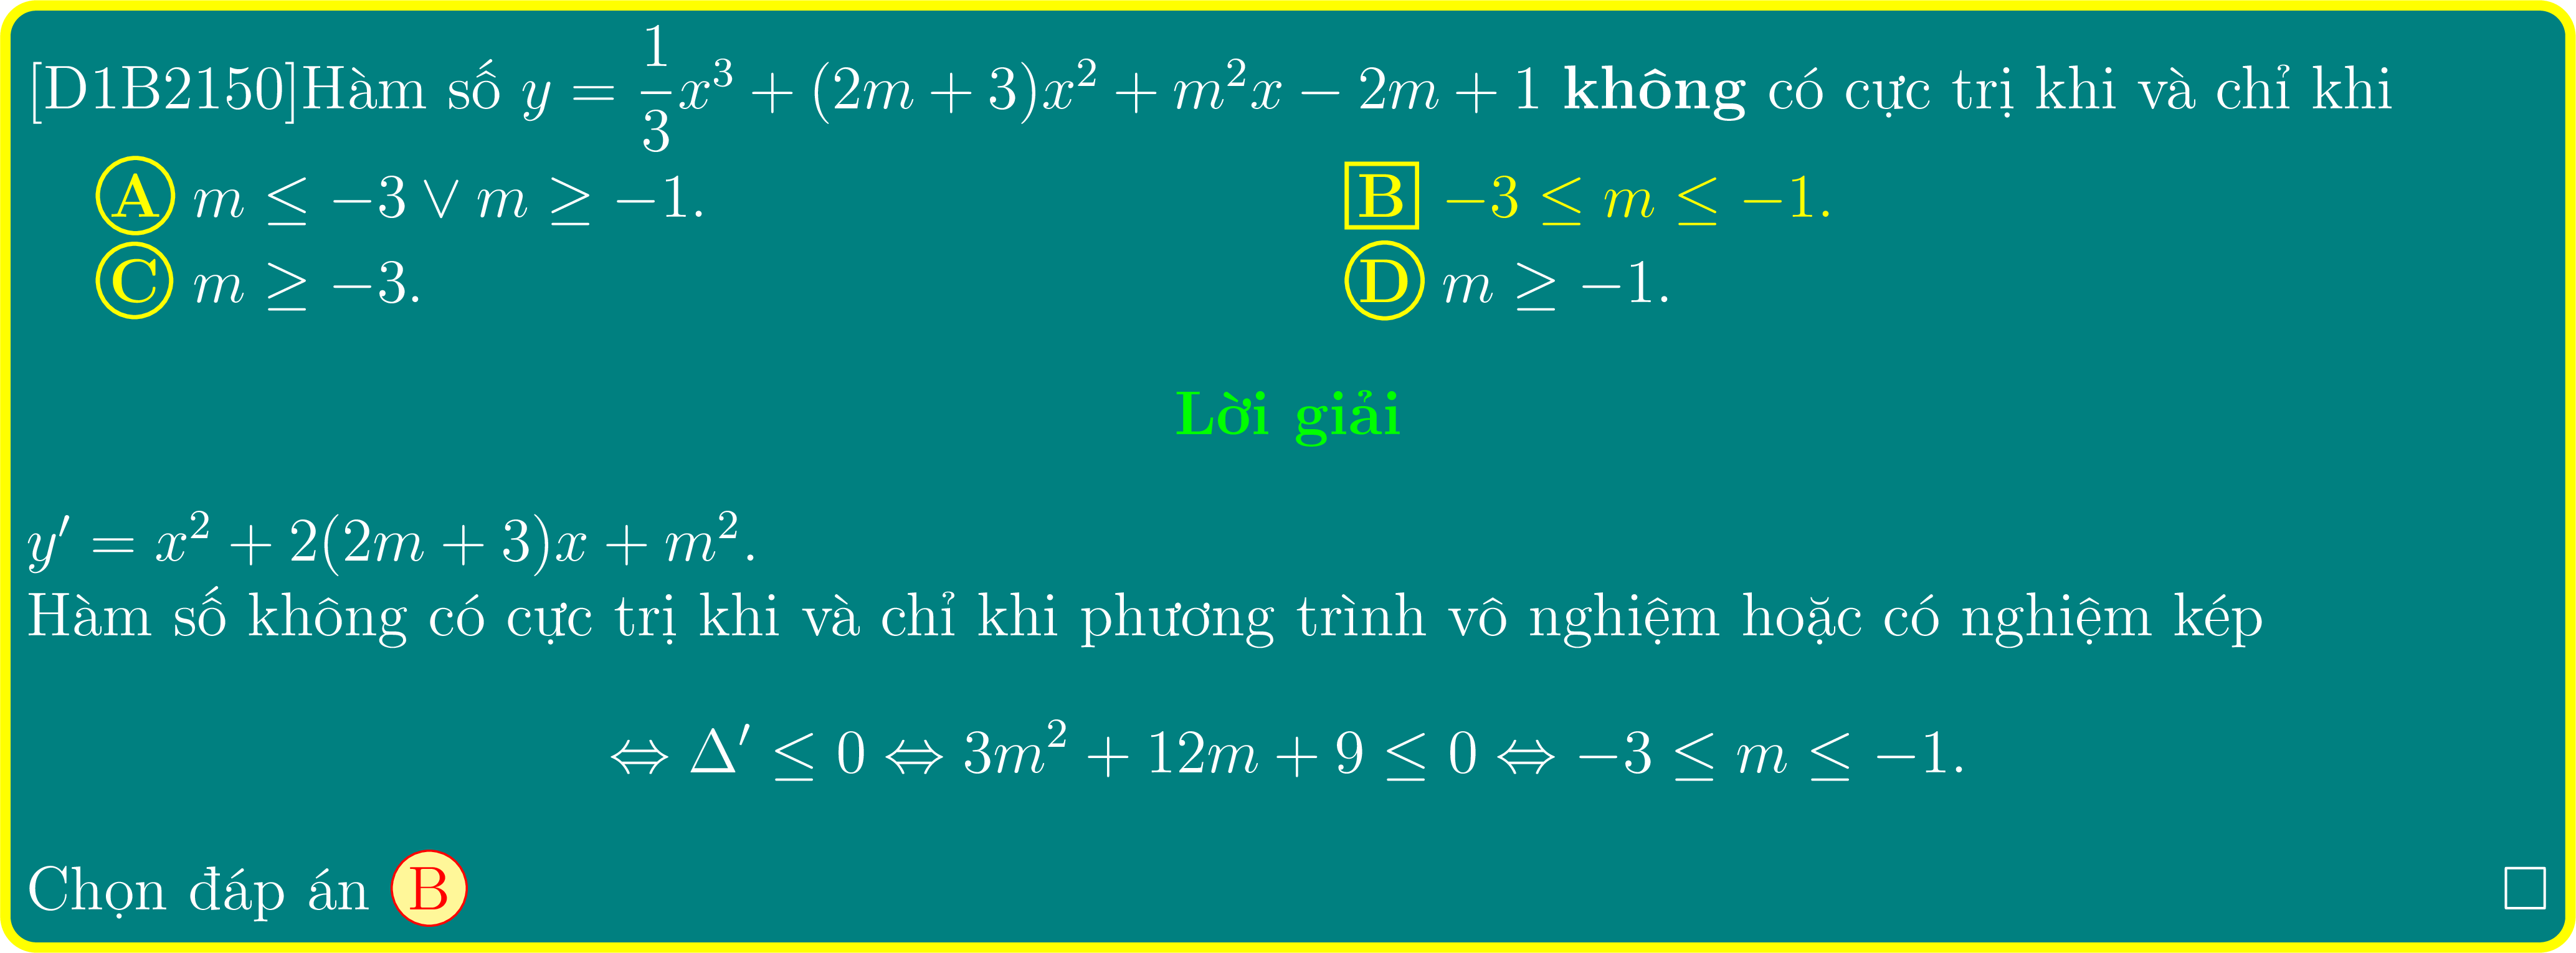 [D1B2150]Hàm số $y = \dfrac{1}{3}x^3 + (2m + 3)x^2 + m^2x - 2m + 1$ không có cực trị khi và chỉ khi
A $m \leq -3 \vee m \geq -1.$ B $-3 \leq m \leq -1.$
C $m \geq -3.$ D $m \geq -1.$
Lời giải
$y' = x^2 + 2(2m + 3)x + m^2.$
Hàm số không có cực trị khi và chỉ khi phương trình vô nghiệm hoặc có nghiệm kép
$\Leftrightarrow \Delta' \leq 0 \Leftrightarrow 3m^2 + 12m + 9 \leq 0 \Leftrightarrow -3 \leq m \leq -1.$
Chọn đáp án B □